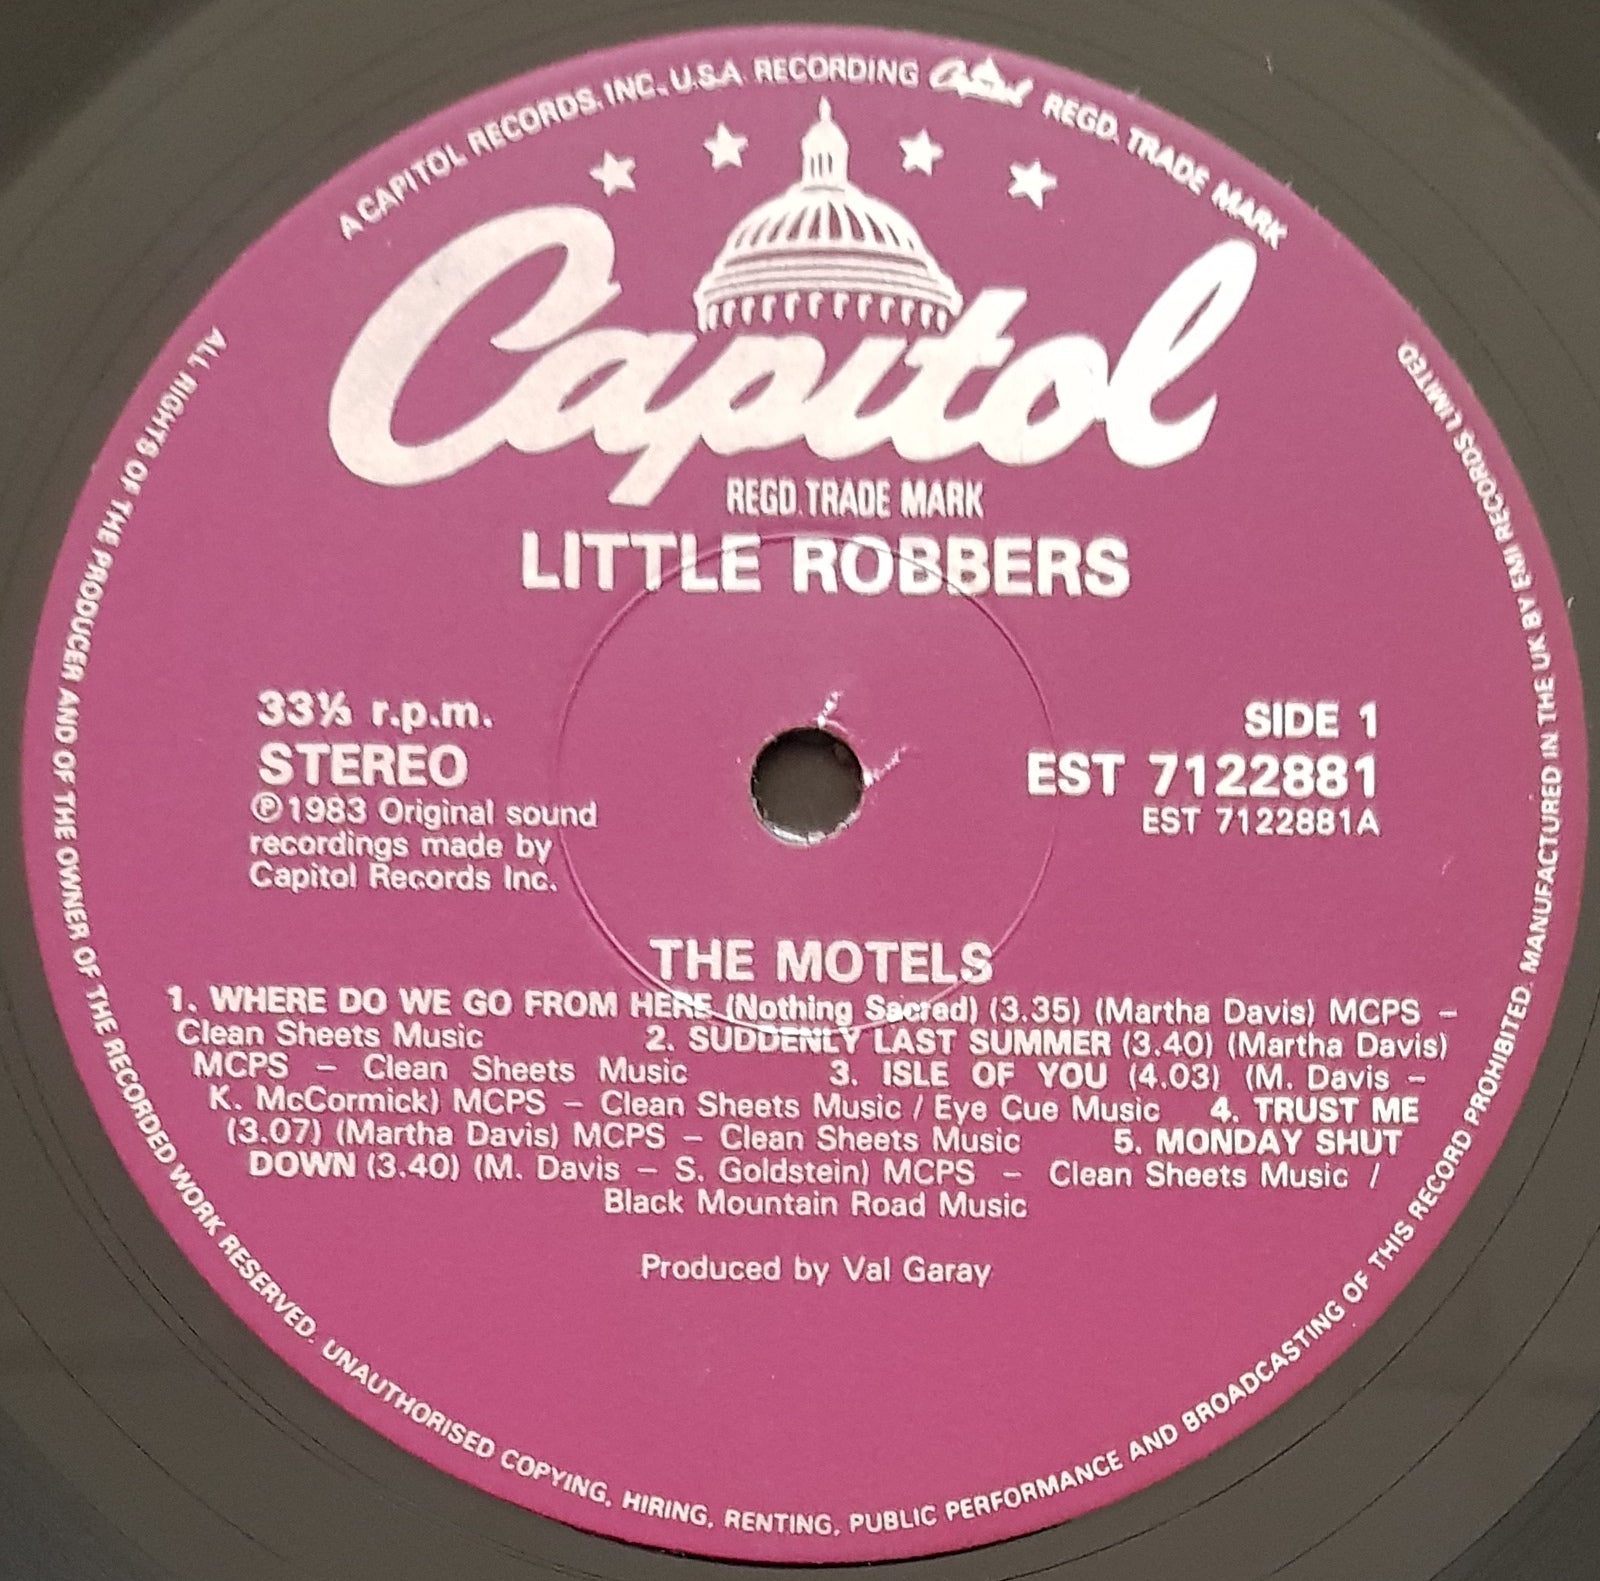 A CAPITOL RECORDS, INC., U.S.A. RECORDING Capitol REGD. TRADE MARK
Capitol
REGD. TRADE MARK
LITTLE ROBBERS
33⅓ r.p.m.
STEREO
℗1983 Original sound
recordings made by
Capitol Records Inc.
SIDE 1
EST 7122881
EST 7122881A
THE MOTELS
1. WHERE DO WE GO FROM HERE (Nothing Sacred) (3.35) (Martha Davis) MCPS –
Clean Sheets Music 2. SUDDENLY LAST SUMMER (3.40) (Martha Davis)
MCPS – Clean Sheets Music 3. ISLE OF YOU (4.03) (M. Davis –
K. McCormick) MCPS – Clean Sheets Music / Eye Cue Music 4. TRUST ME
(3.07) (Martha Davis) MCPS – Clean Sheets Music 5. MONDAY SHUT
DOWN (3.40) (M. Davis – S. Goldstein) MCPS – Clean Sheets Music /
Black Mountain Road Music
Produced by Val Garay
ALL RIGHTS OF THE PRODUCER AND OF THE OWNER OF THE RECORDED WORK RESERVED. UNAUTHORISED COPYING, HIRING, RENTING, PUBLIC PERFORMANCE AND BROADCASTING OF THIS RECORD PROHIBITED. MANUFACTURED IN THE UK BY EMI RECORDS LIMITED